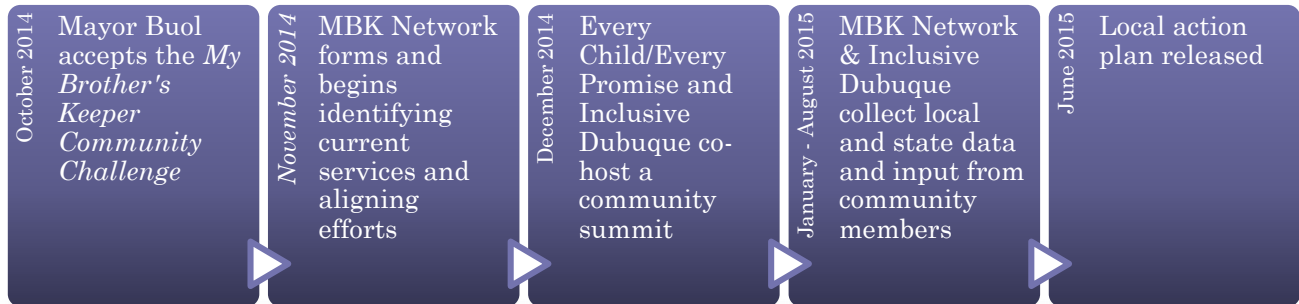 October 2014
Mayor Buol
accepts the My
Brother's
Keeper
Community
Challenge
November 2014
MBK Network
forms and
begins
identifying
current
services and
aligning
efforts
December 2014
Every
Child/Every
Promise and
Inclusive
Dubuque co-
host a
community
summit
January - August 2015
MBK Network
& Inclusive
Dubuque
collect local
and state data
and input from
community
members
June 2015
Local action
plan released